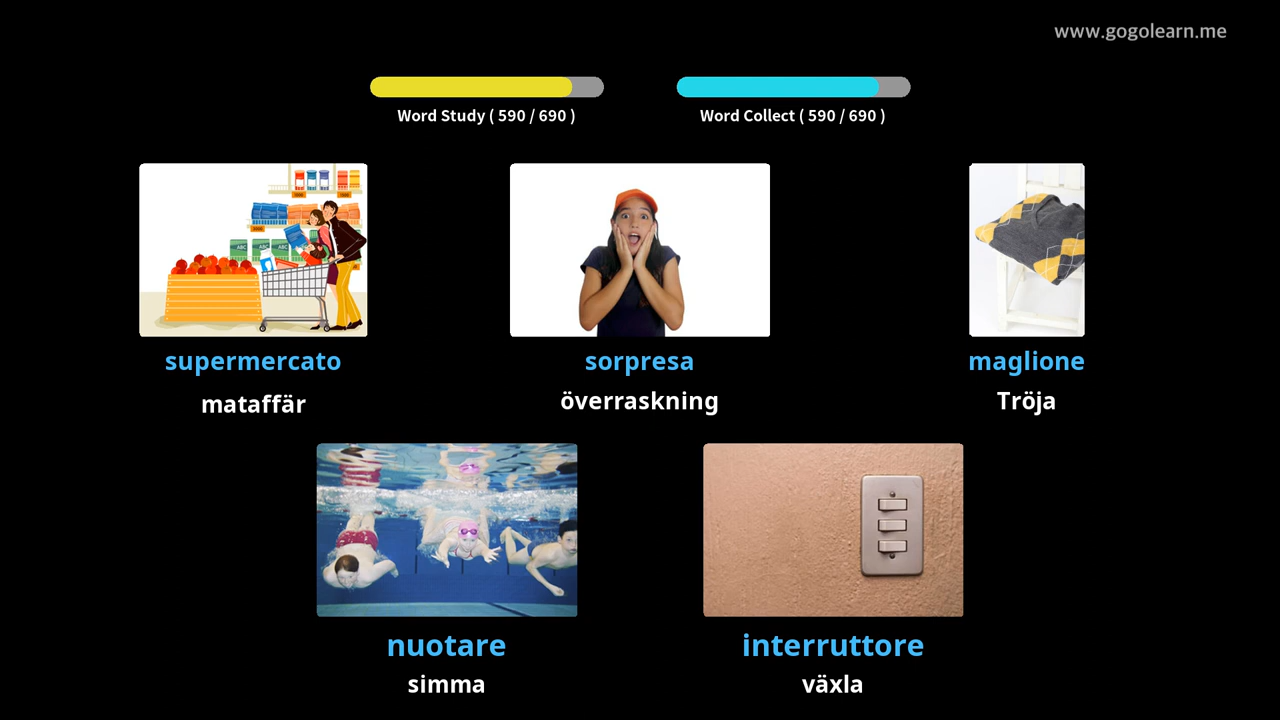 www.gogolearn.me
Word Study ( 590 / 690 )
Word Collect ( 590 / 690 )
supermercato
mataffär
sorpresa
överraskning
maglione
Tröja
nuotare
simma
interruttore
växla